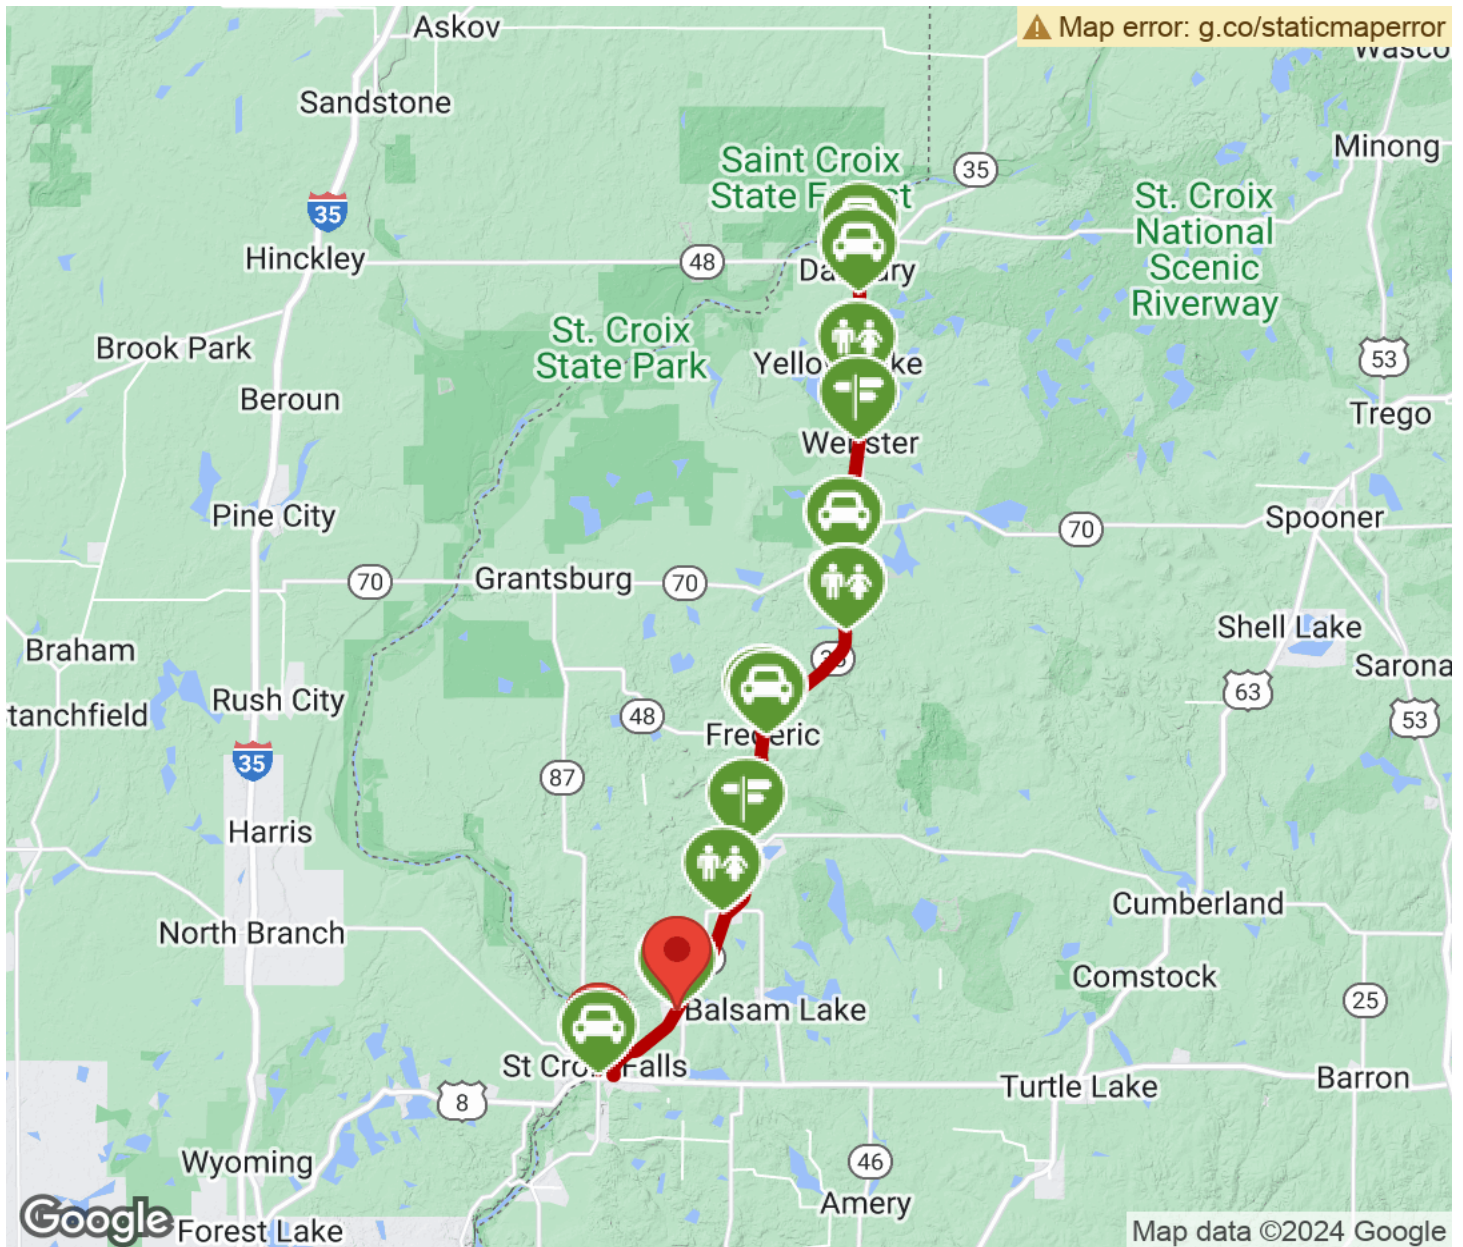 Askov
Map error: g.co/staticmaperror
Wasco
Sandstone
Minong
Saint Croix
State F st
35
St. Croix
National
Scenic
Riverway
35
Hinckley
48
Da ry
St. Croix
State Park
Brook Park
Yello ke
53
Beroun
Trego
We ster
Pine City
Spooner
70
70
Grantsburg
70
Shell Lake
Braham
Sarona
63
Rush City
tanchfield
48
53
Frederic
35
87
Harris
Cumberland
North Branch
Comstock
25
Balsam Lake
St Cro Falls
Turtle Lake
Barron
8
Wyoming
46
Amery
Google
Forest Lake
Map data ©2024 Google